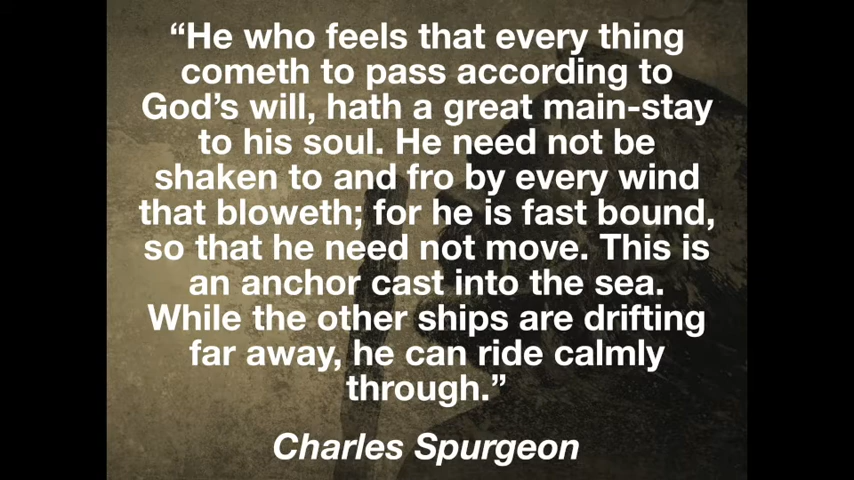 “He who feels that every thing
cometh to pass according to
God’s will, hath a great main-stay
to his soul. He need not be
shaken to and fro by every wind
that bloweth; for he is fast bound,
so that he need not move. This is
an anchor cast into the sea.
While the other ships are drifting
far away, he can ride calmly
through.”
Charles Spurgeon